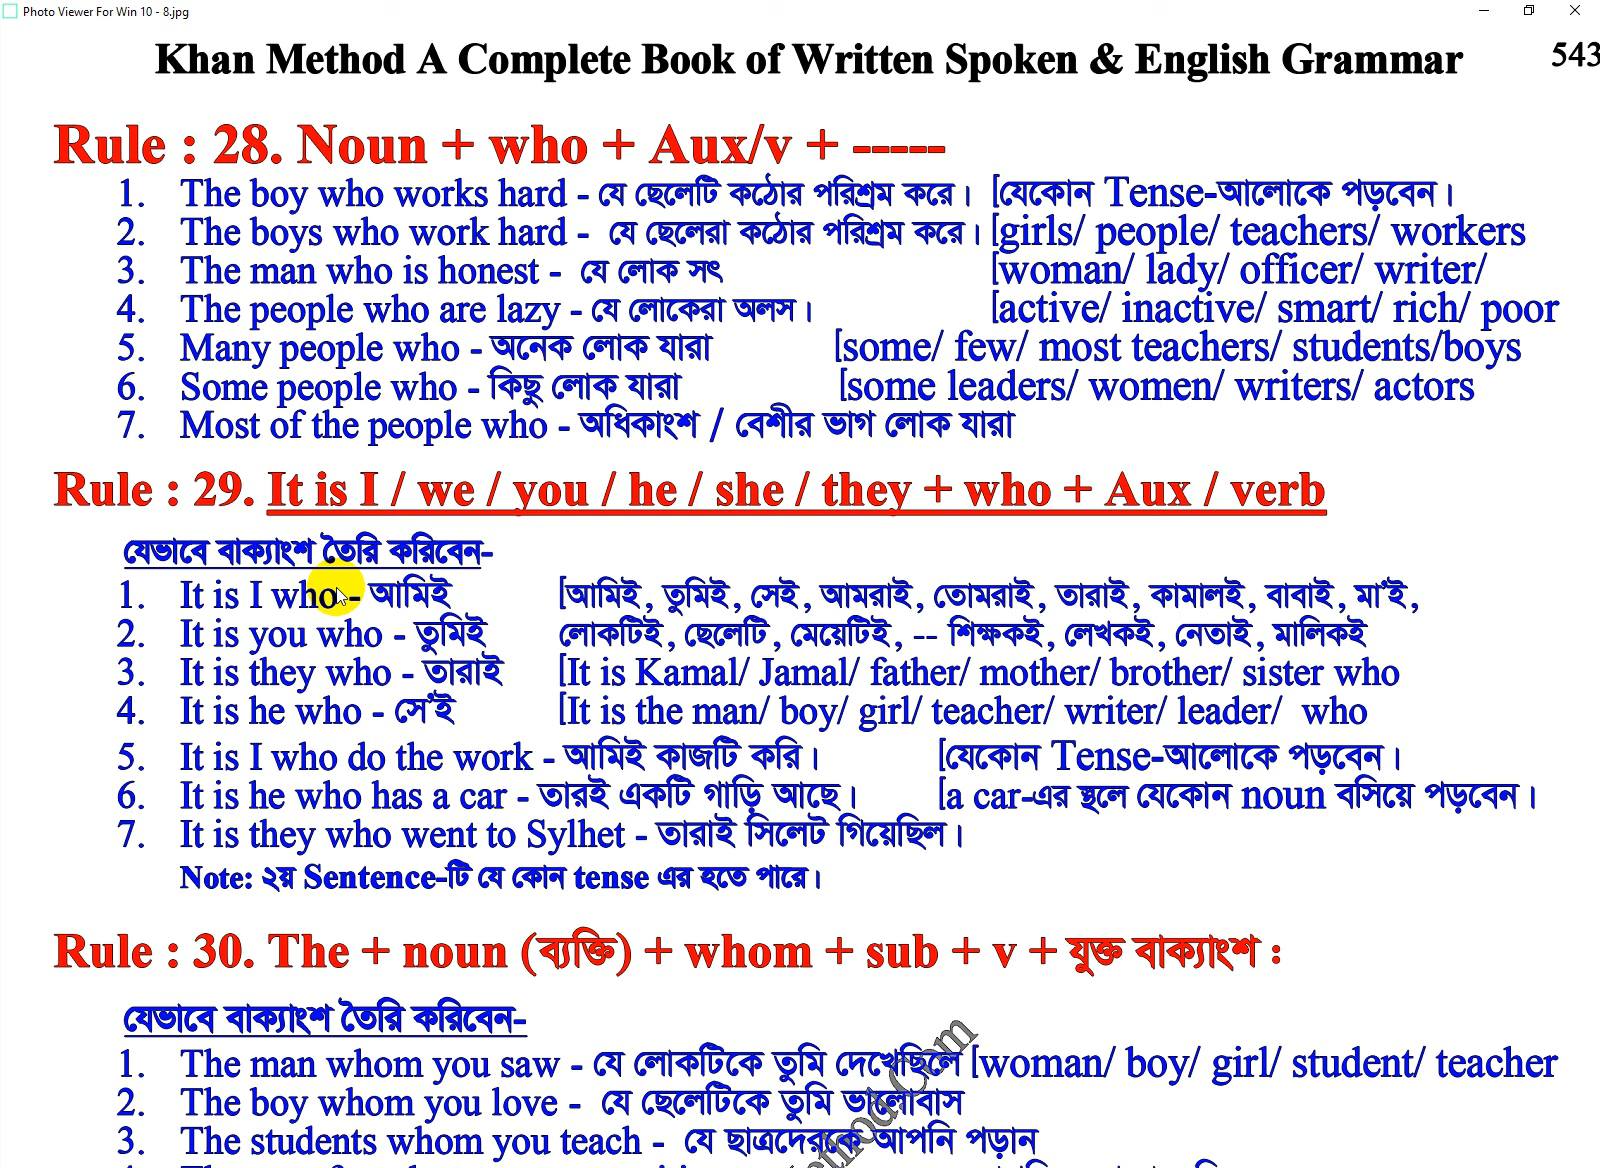 Photo Viewer For Win 10 - 8.jpg
Khan Method A Complete Book of Written Spoken & English Grammar 543
Rule : 28. Noun + who + Aux/v + -----
1. The boy who works hard - যে ছেলেটি কঠোর পরিশ্রম করে। [যেকোন Tense-আলোকে পড়বেন।
2. The boys who work hard - যে ছেলেরা কঠোর পরিশ্রম করে। [girls/ people/ teachers/ workers
3. The man who is honest - যে লোক সৎ [woman/ lady/ officer/ writer/
4. The people who are lazy - যে লোকেরা অলস। [active/ inactive/ smart/ rich/ poor
5. Many people who - অনেক লোক যারা [some/ few/ most teachers/ students/boys
6. Some people who - কিছু লোক যারা [some leaders/ women/ writers/ actors
7. Most of the people who - অধিকাংশ / বেশীর ভাগ লোক যারা
Rule : 29. It is I / we / you / he / she / they + who + Aux / verb
যেভাবে বাক্যাংশ তৈরি করিবেন-
1. It is I who - আমিই [আমিই, তুমিই, সেই, আমরাই, তোমরাই, তারাই, কামালই, বাবাই, মা'ই,
2. It is you who - তুমিই লোকটিই, ছেলেটি, মেয়েটিই, -- শিক্ষকই, লেখকই, নেতাই, মালিকই
3. It is they who - তারাই [It is Kamal/ Jamal/ father/ mother/ brother/ sister who
4. It is he who - সে'ই [It is the man/ boy/ girl/ teacher/ writer/ leader/ who
5. It is I who do the work - আমিই কাজটি করি। [যেকোন Tense-আলোকে পড়বেন।
6. It is he who has a car - তারই একটি গাড়ি আছে। [a car-এর স্থলে যেকোন noun বসিয়ে পড়বেন।
7. It is they who went to Sylhet - তারাই সিলেট গিয়েছিল।
Note: ২য় Sentence-টি যে কোন tense এর হতে পারে।
Rule : 30. The + noun (ব্যক্তি) + whom + sub + v + যুক্ত বাক্যাংশ :
যেভাবে বাক্যাংশ তৈরি করিবেন-
1. The man whom you saw - যে লোকটিকে তুমি দেখেছিলে [woman/ boy/ girl/ student/ teacher
2. The boy whom you love - যে ছেলেটিকে তুমি ভালোবাস
3. The students whom you teach - যে ছাত্রদেরকে আপনি পড়ান